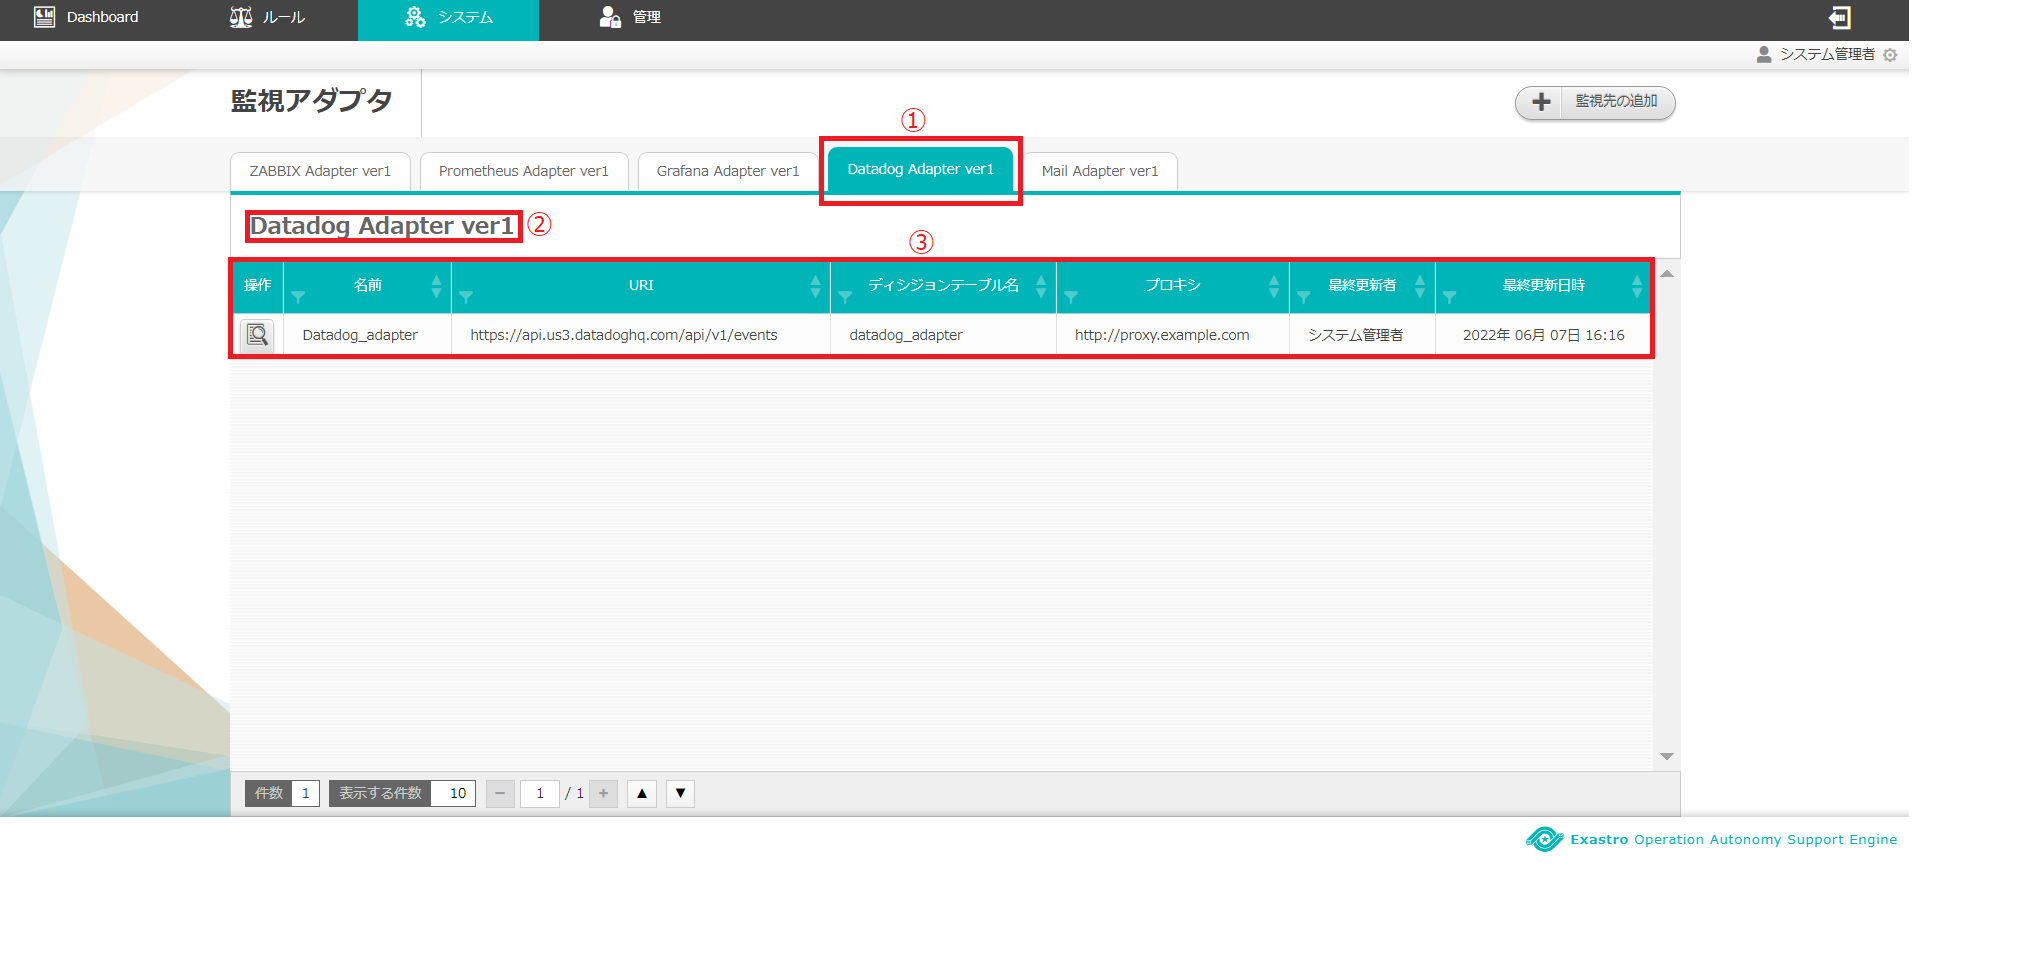 Dashboard ルール システム 管理
システム管理者
監視アダプタ
監視先の追加
①
ZABBIX Adapter ver1 Prometheus Adapter ver1 Grafana Adapter ver1 Datadog Adapter ver1 Mail Adapter ver1
Datadog Adapter ver1 ②
③
操作 名前 URI ディシジョンテーブル名 プロキシ 最終更新者 最終更新日時
Datadog_adapter https://api.us3.datadoghq.com/api/v1/events datadog_adapter http://proxy.example.com システム管理者 2022年 06月 07日 16:16
件数 1 表示する件数 10 − 1 / 1 + ▲ ▼
Exastro Operation Autonomy Support Engine